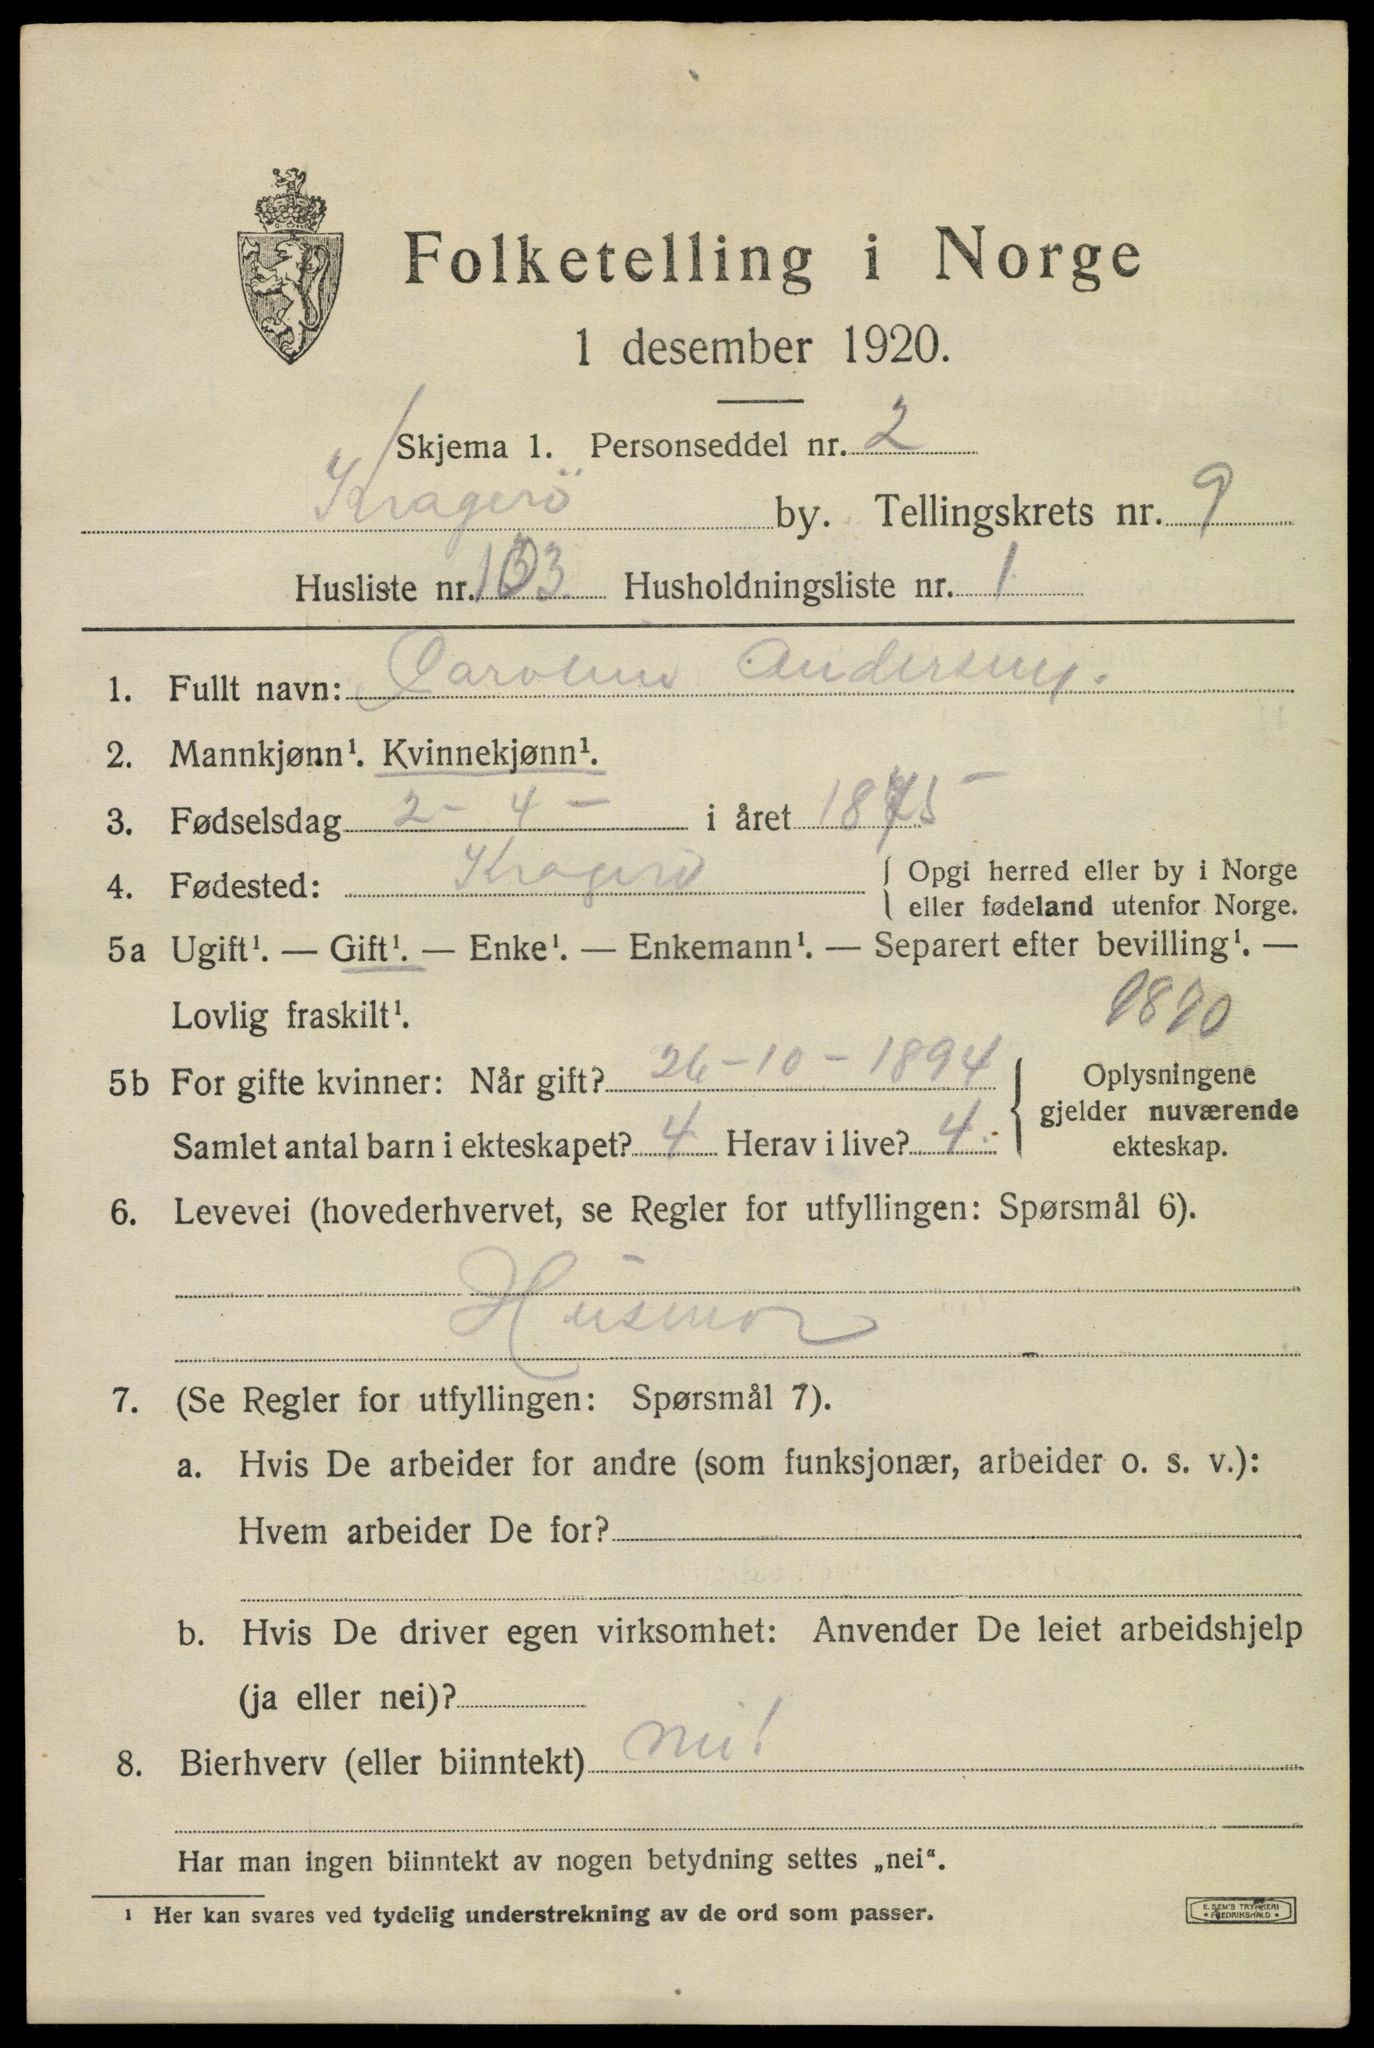 Folketelling i Norge
1 desember 1920.
Skjema 1. Personseddel nr. 2
Kragerö by. Tellingskrets nr. 9
Husliste nr. 103 Husholdningsliste nr. 1
1. Fullt navn: Caroline Andersen.
2. Mannkjønn¹. Kvinnekjønn¹.
3. Fødselsdag 2 - 4 - i året 1875 -
4. Fødested: Kragerö { Opgi herred eller by i Norge
eller fødeland utenfor Norge.
5a Ugift¹. — Gift¹. — Enke¹. — Enkemann¹. — Separert efter bevilling¹. —
Lovlig fraskilt¹.
5b For gifte kvinner: Når gift? 26-10-1894
Samlet antal barn i ekteskapet? 4 Herav i live? 4.
Oplysningene
gjelder nuværende
ekteskap.
6. Levevei (hovederhvervet, se Regler for utfyllingen: Spørsmål 6).
Husmor
7. (Se Regler for utfyllingen: Spørsmål 7).
a. Hvis De arbeider for andre (som funksjonær, arbeider o. s. v.):
Hvem arbeider De for?
b. Hvis De driver egen virksomhet: Anvender De leiet arbeidshjelp
(ja eller nei)?
8. Bierhverv (eller biinntekt) nei!
Har man ingen biinntekt av nogen betydning settes „nei".
¹ Her kan svares ved tydelig understrekning av de ord som passer.
E. SEM'S TRYKKERI
* FREDRIKSHALD *